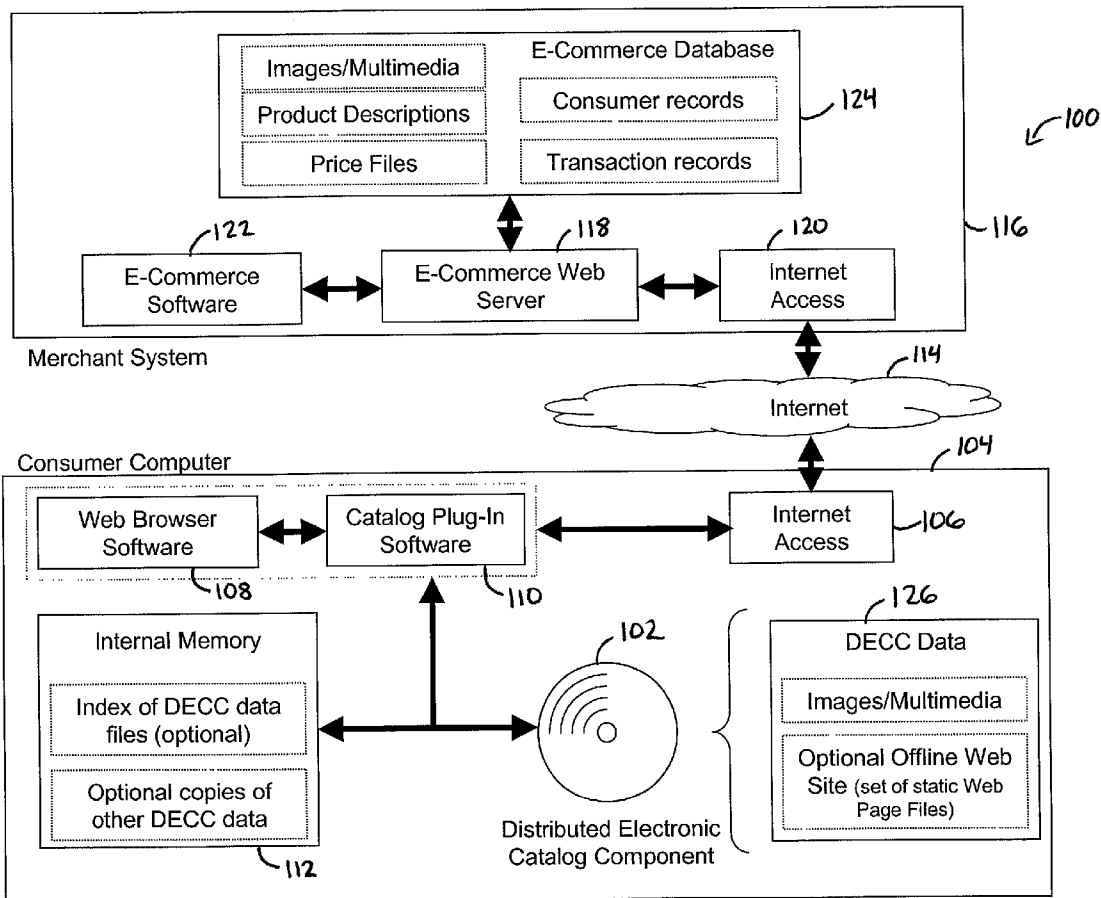 E-Commerce Database
Images/Multimedia
Product Descriptions
Price Files
Consumer records
Transaction records
124
100
116
122
118
120
E-Commerce
Software
E-Commerce Web
Server
Internet
Access
Merchant System
114
Internet
Consumer Computer
104
Web Browser
Software
Catalog Plug-In
Software
Internet
Access
106
108
110
Internal Memory
Index of DECC data
files (optional)
Optional copies of
other DECC data
112
102
Distributed Electronic
Catalog Component
126
DECC Data
Images/Multimedia
Optional Offline Web
Site (set of static Web
Page Files)